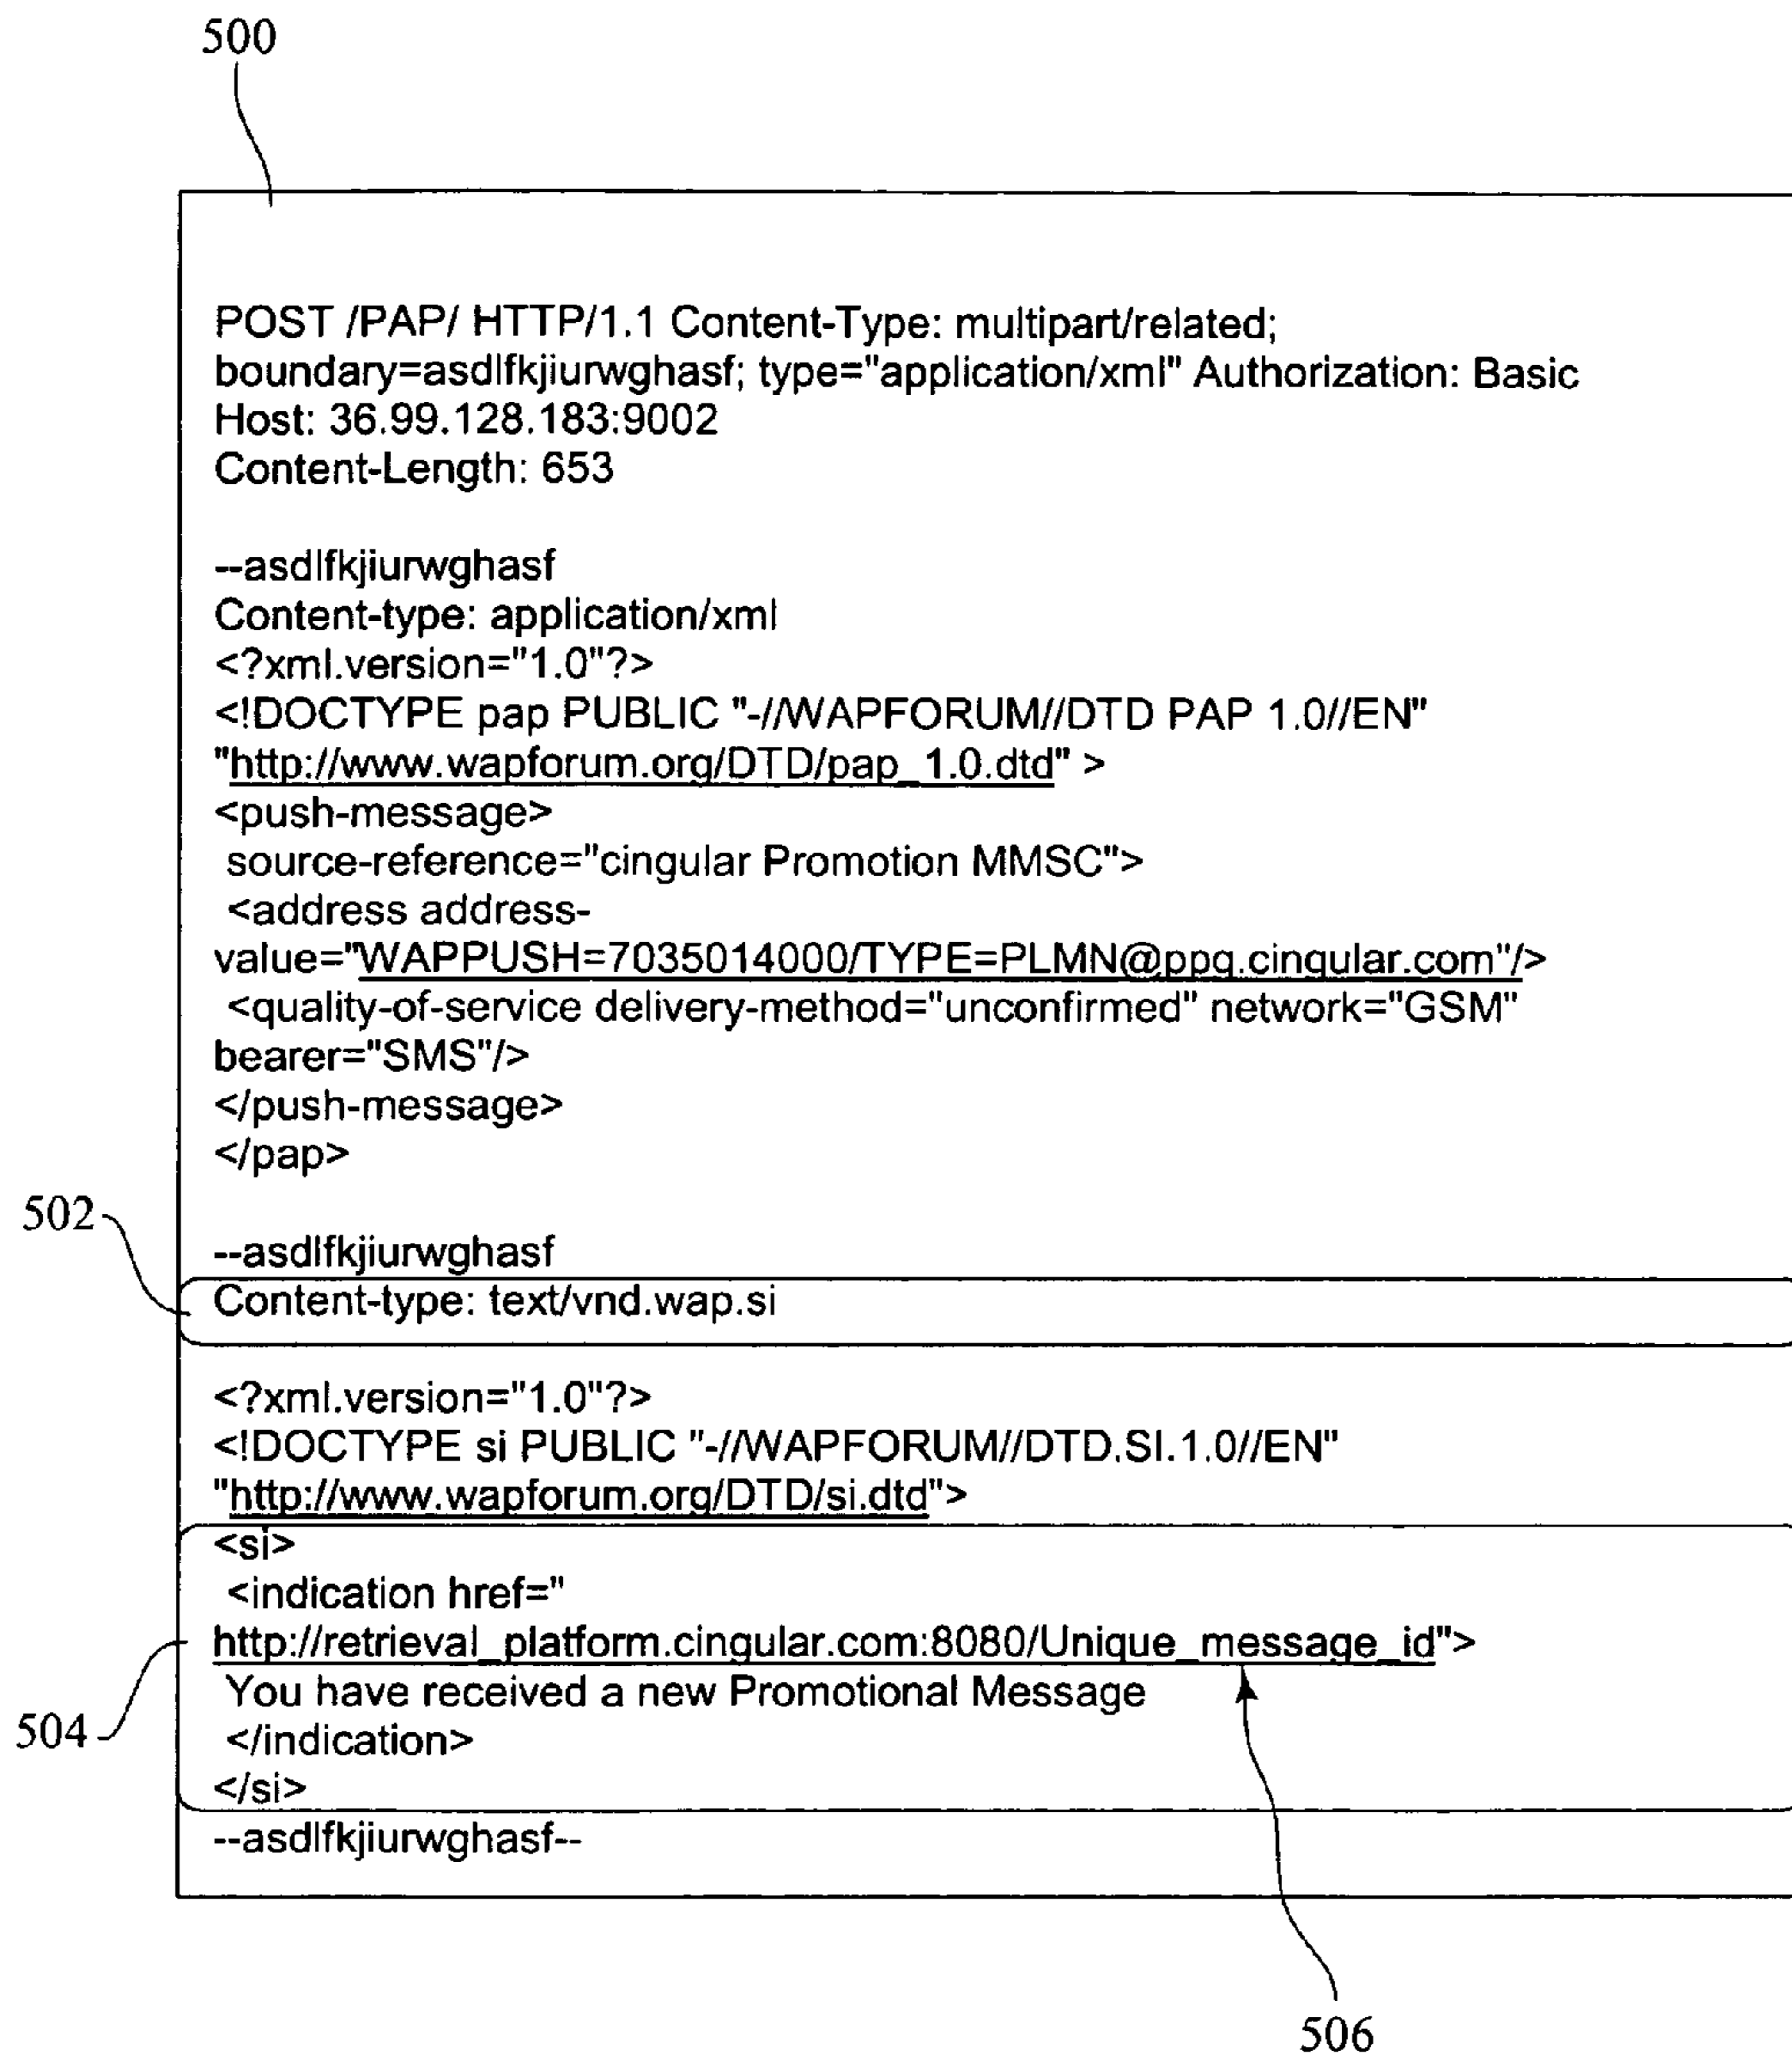 500
POST /PAP/ HTTP/1.1 Content-Type: multipart/related;
boundary=asdlfkjiurwghasf; type="application/xml" Authorization: Basic
Host: 36.99.128.183:9002
Content-Length: 653
--asdlfkjiurwghasf
Content-type: application/xml
<?xml.version="1.0"?>
<!DOCTYPE pap PUBLIC "-//WAPFORUM//DTD PAP 1.0//EN"
"http://www.wapforum.org/DTD/pap_1.0.dtd" >
<push-message>
source-reference="cingular Promotion MMSC">
<address address-
value="WAPPUSH=7035014000/TYPE=PLMN@ppg.cingular.com"/>
<quality-of-service delivery-method="unconfirmed" network="GSM"
bearer="SMS"/>
</push-message>
</pap>
502
--asdlfkjiurwghasf
Content-type: text/vnd.wap.si
<?xml.version="1.0"?>
<!DOCTYPE si PUBLIC "-//WAPFORUM//DTD.SI.1.0//EN"
"http://www.wapforum.org/DTD/si.dtd">
<si>
<indication href="
http://retrieval_platform.cingular.com:8080/Unique_message_id">
You have received a new Promotional Message
504
</indication>
</si>
--asdlfkjiurwghasf--
506